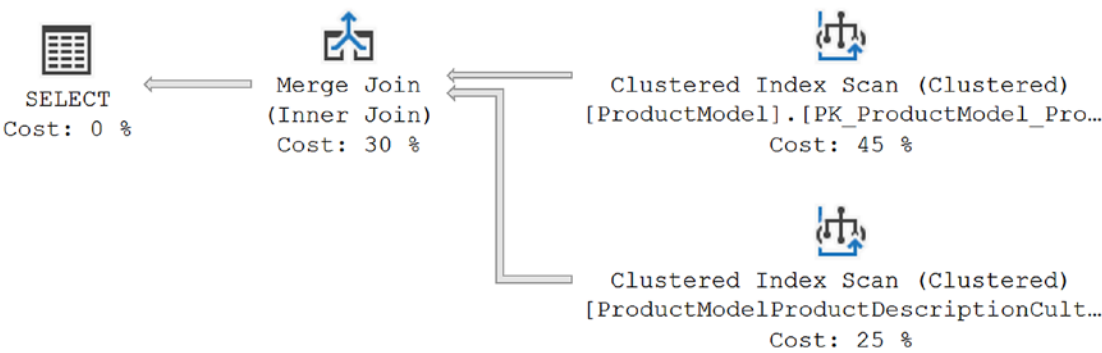 SELECT
Cost: 0 %
Merge Join
(Inner Join)
Cost: 30 %
Clustered Index Scan (Clustered)
[ProductModel].[PK_ProductModel_Pro…
Cost: 45 %
Clustered Index Scan (Clustered)
[ProductModelProductDescriptionCult…
Cost: 25 %